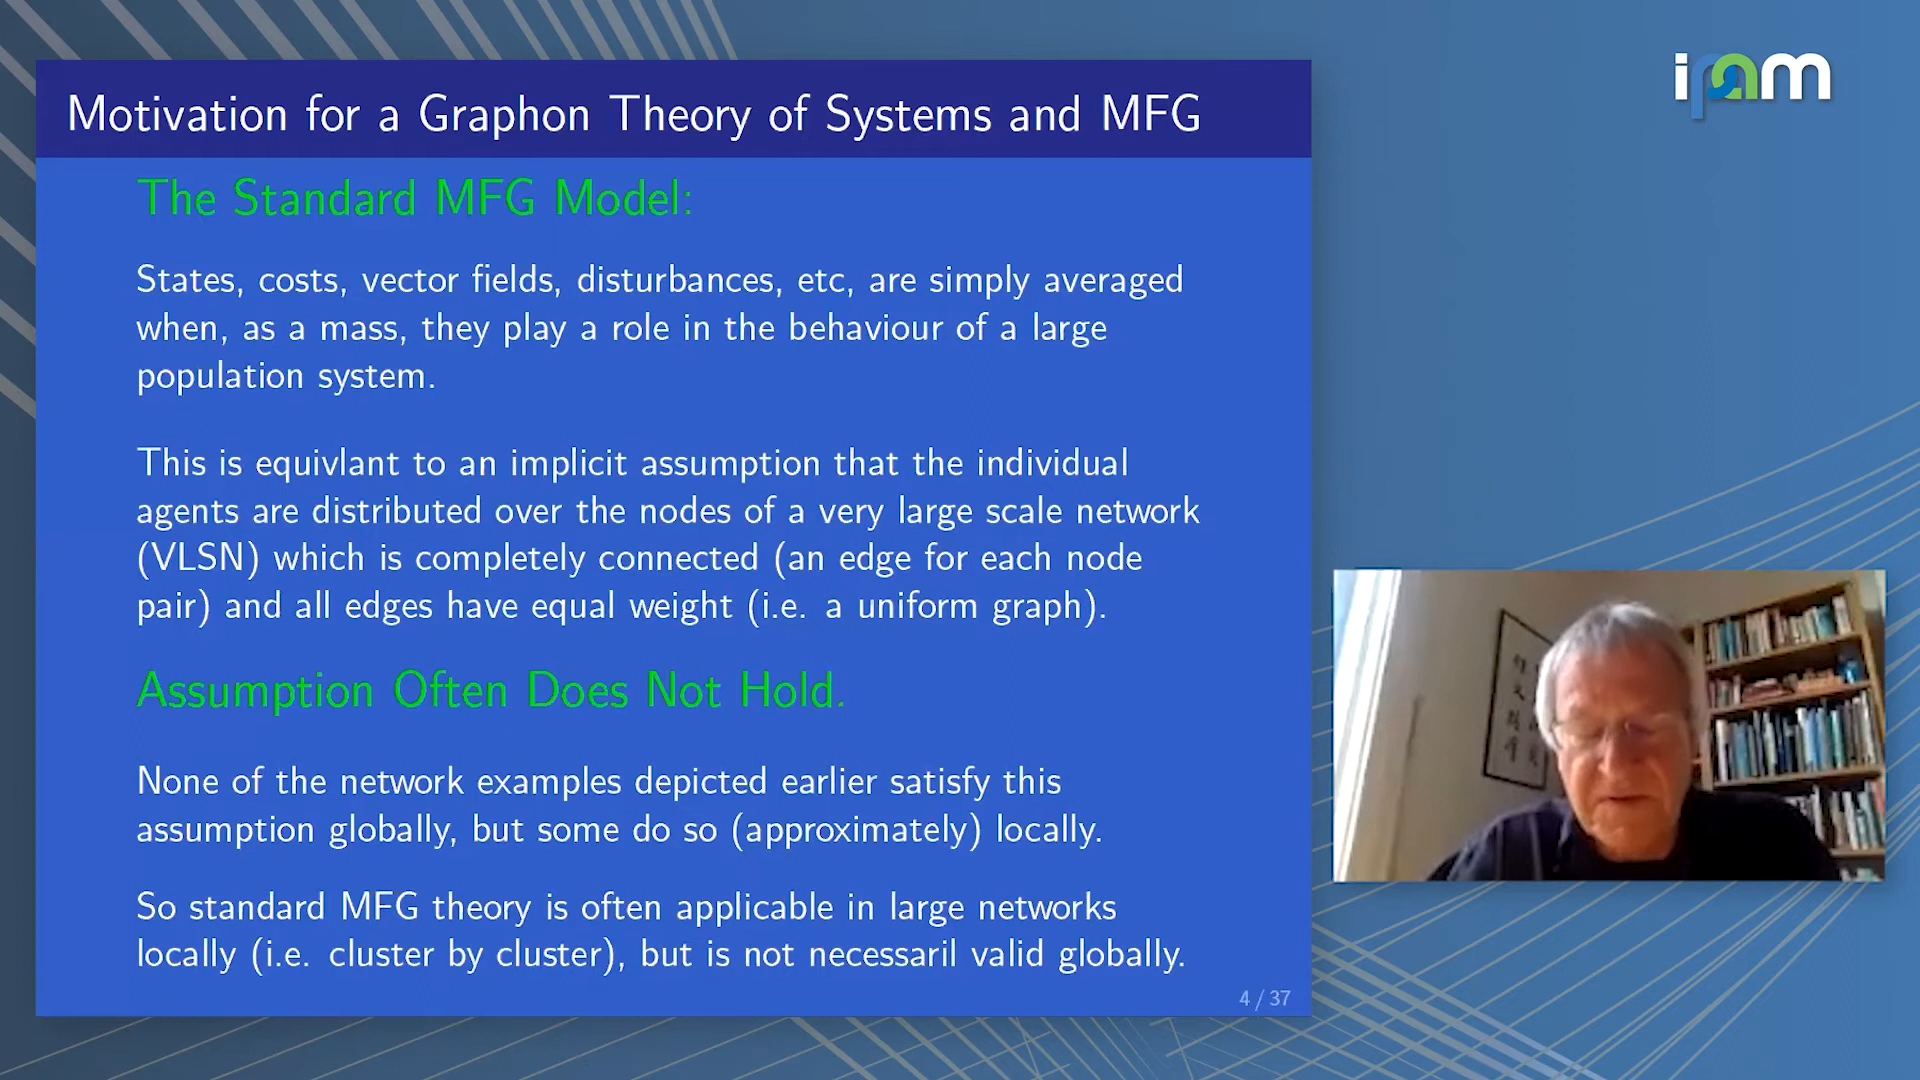 Motivation for a Graphon Theory of Systems and MFG
The Standard MFG Model:
States, costs, vector fields, disturbances, etc, are simply averaged
when, as a mass, they play a role in the behaviour of a large
population system.
This is equivlant to an implicit assumption that the individual
agents are distributed over the nodes of a very large scale network
(VLSN) which is completely connected (an edge for each node
pair) and all edges have equal weight (i.e. a uniform graph).
Assumption Often Does Not Hold.
None of the network examples depicted earlier satisfy this
assumption globally, but some do so (approximately) locally.
So standard MFG theory is often applicable in large networks
locally (i.e. cluster by cluster), but is not necessaril valid globally.
4 / 37
ipam